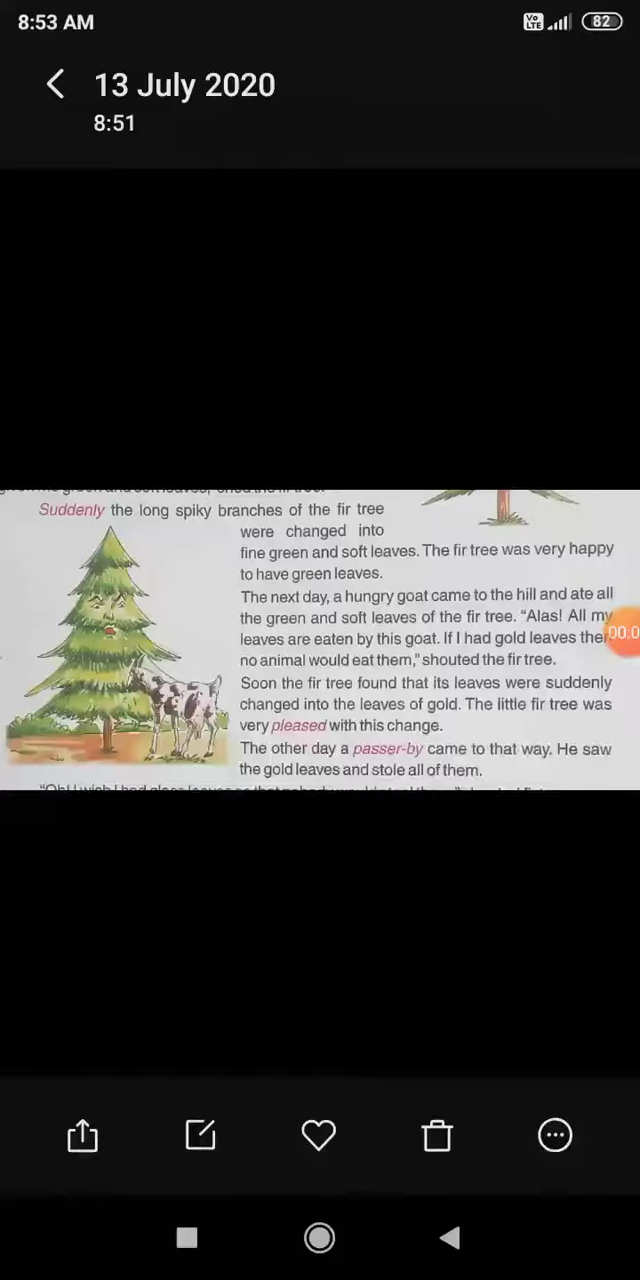 8:53 AM
Vo
LTE
82
13 July 2020
8:51
Suddenly the long spiky branches of the fir tree
were changed into
fine green and soft leaves. The fir tree was very happy
to have green leaves.
The next day, a hungry goat came to the hill and ate all
the green and soft leaves of the fir tree. “Alas! All my
leaves are eaten by this goat. If I had gold leaves then
no animal would eat them,” shouted the fir tree.
00:0
Soon the fir tree found that its leaves were suddenly
changed into the leaves of gold. The little fir tree was
very pleased with this change.
The other day a passer-by came to that way. He saw
the gold leaves and stole all of them.